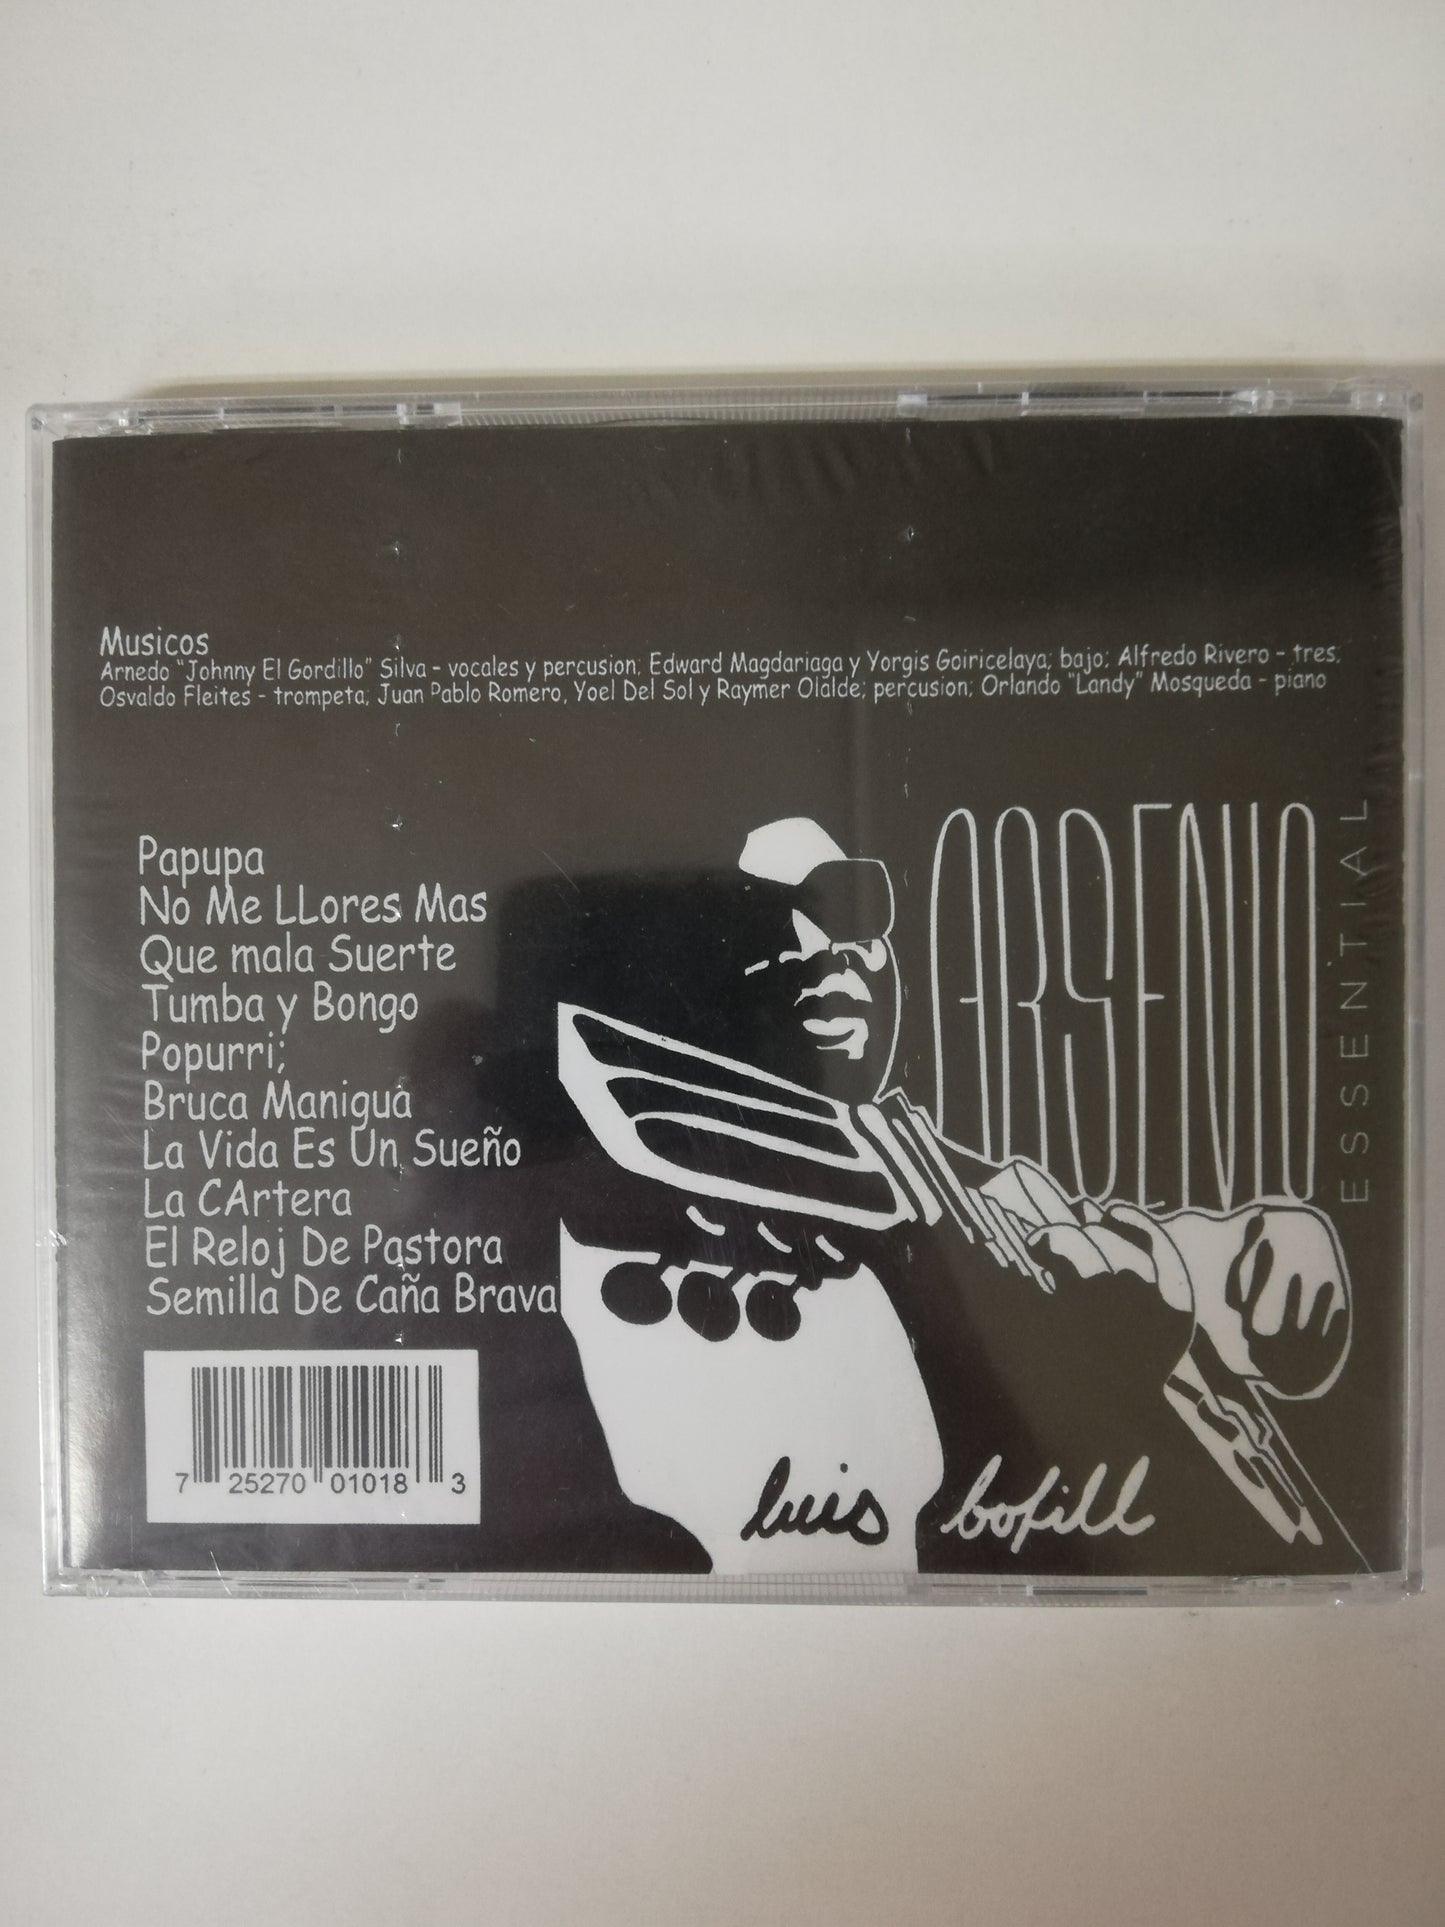 Musicos
Arnedo "Johnny El Gordillo" Silva - vocales y percusion; Edward Magdariaga y Yorgis Goiricelaya; bajo; Alfredo Rivero - tres;
Osvaldo Fleites - trompeta; Juan Pablo Romero, Yoel Del Sol y Raymer Olalde; percusion; Orlando "Landy" Mosqueda - piano
Papupa
No Me LLores Mas
Que mala Suerte
Tumba y Bongo
Popurri;
Bruca Maniguà
La Vida Es Un Sueño
La CArtera
El Reloj De Pastora
Semilla De Caña Brava
ARSENIO
ESSENTIAL
7 25270 01018 3
luis bofill